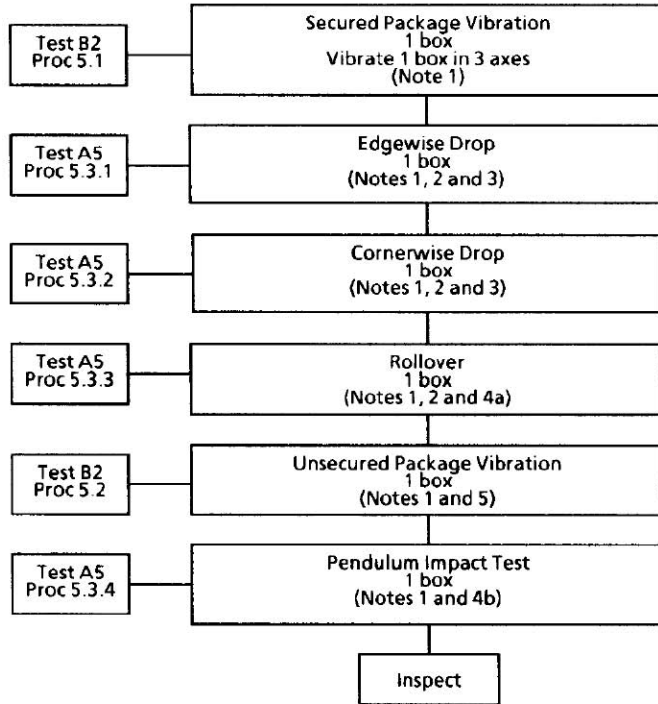 Test B2
Proc 5.1
Secured Package Vibration
1 box
Vibrate 1 box in 3 axes
(Note 1)
Test A5
Proc 5.3.1
Edgewise Drop
1 box
(Notes 1, 2 and 3)
Test A5
Proc 5.3.2
Cornerwise Drop
1 box
(Notes 1, 2 and 3)
Test A5
Proc 5.3.3
Rollover
1 box
(Notes 1, 2 and 4a)
Test B2
Proc 5.2
Unsecured Package Vibration
1 box
(Notes 1 and 5)
Test A5
Proc 5.3.4
Pendulum Impact Test
1 box
(Notes 1 and 4b)
Inspect